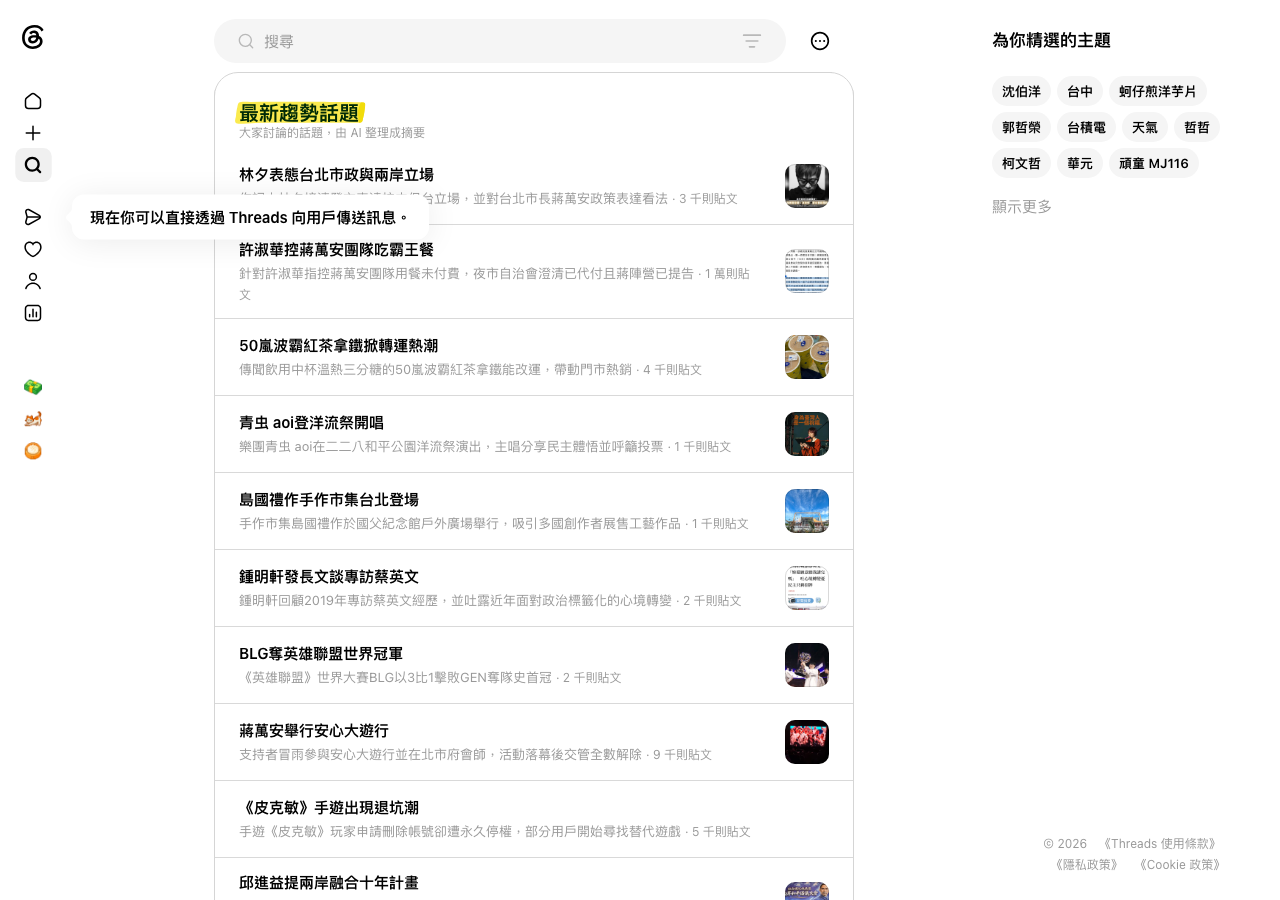 搜尋
最新趨勢話題
大家討論的話題，由 AI 整理成摘要
林夕表態台北市政與兩岸立場
台立場，並對台北市長蔣萬安政策表達看法 · 3 千則貼文
現在你可以直接透過 Threads 向用戶傳送訊息。
許淑華控蔣萬安團隊吃霸王餐
針對許淑華指控蔣萬安團隊用餐未付費，夜市自治會澄清已代付且蔣陣營已提告 · 1 萬則貼
文
50嵐波霸紅茶拿鐵掀轉運熱潮
傳聞飲用中杯溫熱三分糖的50嵐波霸紅茶拿鐵能改運，帶動門市熱銷 · 4 千則貼文
青虫 aoi登洋流祭開唱
樂團青虫 aoi在二二八和平公園洋流祭演出，主唱分享民主體悟並呼籲投票 · 1 千則貼文
島國禮作手作市集台北登場
手作市集島國禮作於國父紀念館戶外廣場舉行，吸引多國創作者展售工藝作品 · 1 千則貼文
鍾明軒發長文談專訪蔡英文
鍾明軒回顧2019年專訪蔡英文經歷，並吐露近年面對政治標籤化的心境轉變 · 2 千則貼文
BLG奪英雄聯盟世界冠軍
《英雄聯盟》世界大賽BLG以3比1擊敗GEN奪隊史首冠 · 2 千則貼文
蔣萬安舉行安心大遊行
支持者冒雨參與安心大遊行並在北市府會師，活動落幕後交管全數解除 · 9 千則貼文
《皮克敏》手遊出現退坑潮
手遊《皮克敏》玩家申請刪除帳號卻遭永久停權，部分用戶開始尋找替代遊戲 · 5 千則貼文
邱進益提兩岸融合十年計畫
為你精選的主題
沈伯洋 台中 蚵仔煎洋芋片
郭哲榮 台積電 天氣 哲哲
柯文哲 華元 頑童 MJ116
顯示更多
© 2026 《Threads 使用條款》
《隱私政策》 《Cookie 政策》